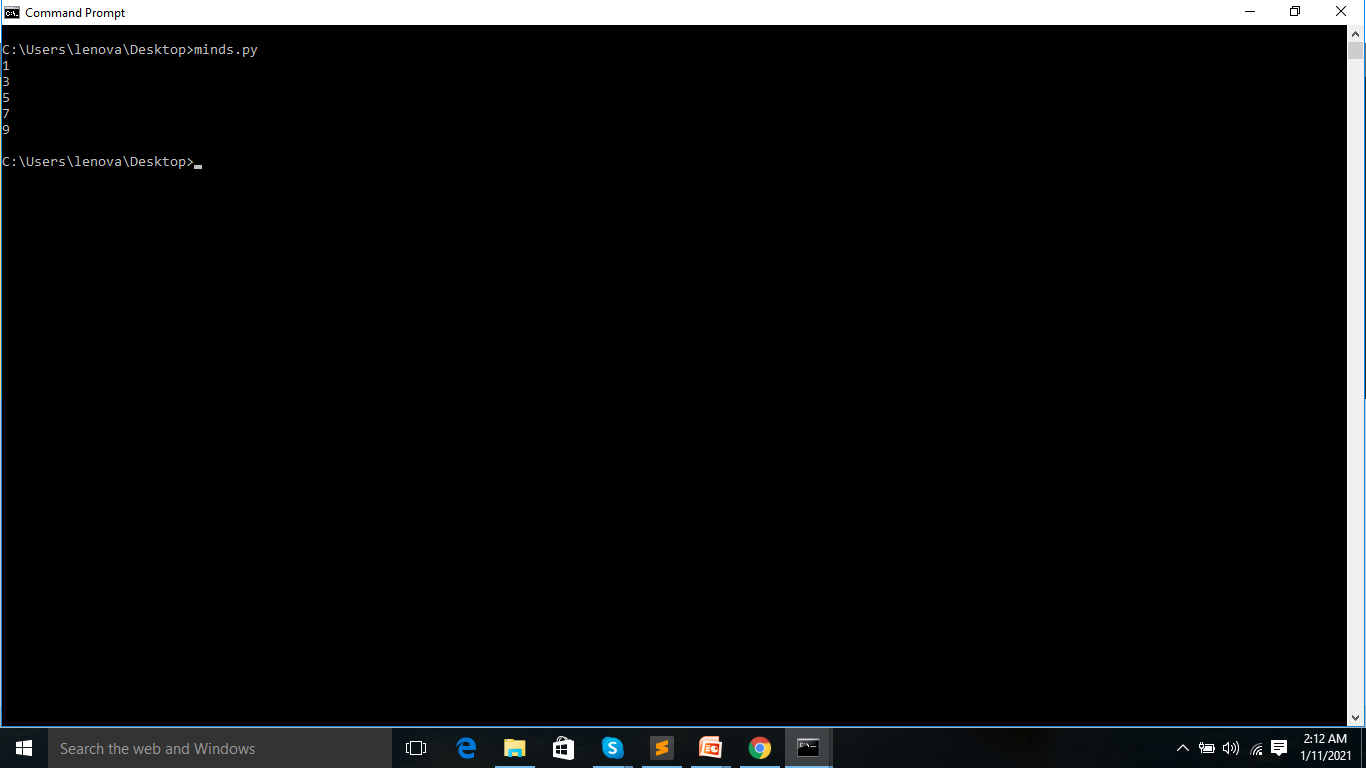 Command Prompt
C:\Users\lenova\Desktop>minds.py
1
3
5
7
9
C:\Users\lenova\Desktop>
Search the web and Windows
2:12 AM
1/11/2021